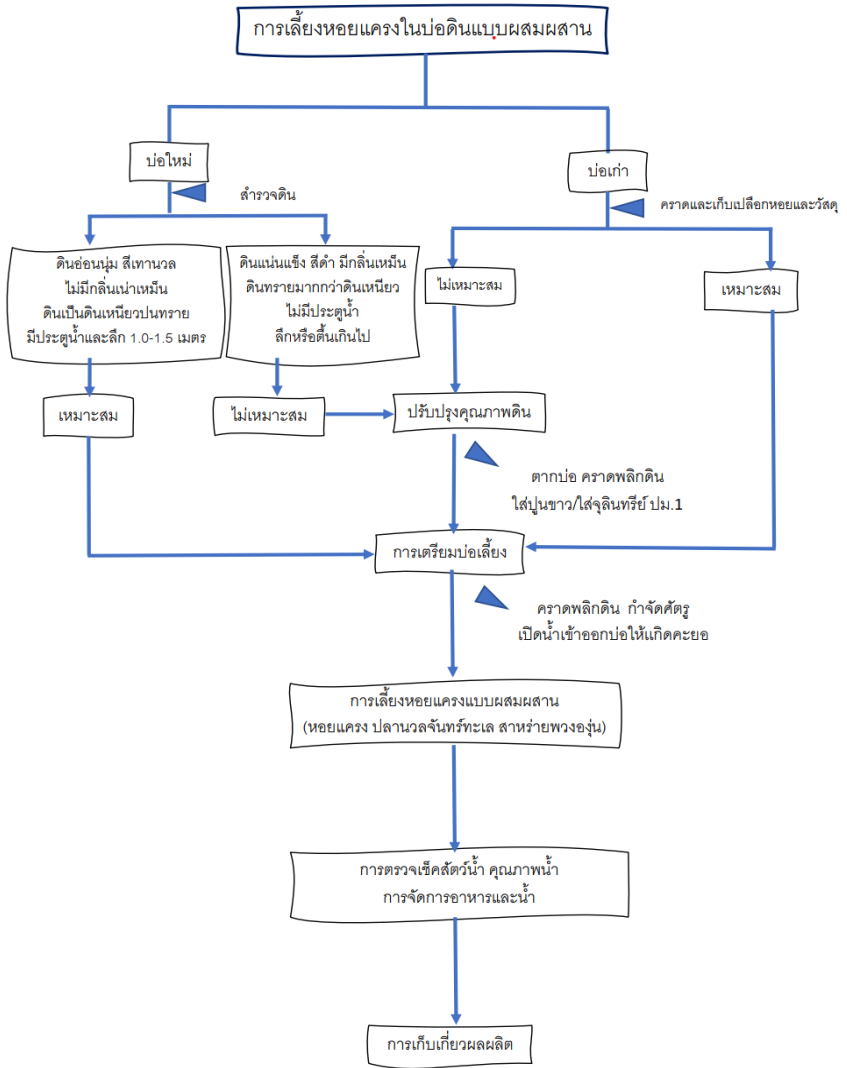 การเลี้ยงหอยแครงในบ่อดินแบบผสมผสาน
บ่อใหม่
บ่อเก่า
สำรวจดิน
คราดและเก็บเปลือกหอยและวัสดุ
ดินอ่อนนุ่ม สีเทานวล
ไม่มีกลิ่นเน่าเหม็น
ดินเป็นดินเหนียวปนทราย
มีประตูน้ำและลึก 1.0-1.5 เมตร
ดินแน่นแข็ง สีดำ มีกลิ่นเหม็น
ดินทรายมากกว่าดินเหนียว
ไม่มีประตูน้ำ
ลึกหรือตื้นเกินไป
ไม่เหมาะสม
เหมาะสม
เหมาะสม
ไม่เหมาะสม
ปรับปรุงคุณภาพดิน
ตากบ่อ คราดพลิกดิน
ใส่ปูนขาว/ใส่จุลินทรีย์ ปม.1
การเตรียมบ่อเลี้ยง
คราดพลิกดิน กำจัดศัตรู
เปิดน้ำเข้าออกบ่อให้แกิดคะยอ
การเลี้ยงหอยแครงแบบผสมผสาน
(หอยแครง ปลานวลจันทร์ทะเล สาหร่ายพวงองุ่น)
การตรวจเช็คสัตว์น้ำ คุณภาพน้ำ
การจัดการอาหารและน้ำ
การเก็บเกี่ยวผลผลิต